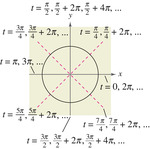 t = π/2, π/2 + 2π, π/2 + 4π, ...
y
t = 3π/4, 3π/4 + 2π, ...
t = π/4, π/4 + 2π, ...
t = π, 3π, ...
x
t = 0, 2π, ...
t = 5π/4, 5π/4 + 2π, ...
t = 7π/4, 7π/4 + 2π, ...
t = 3π/2, 3π/2 + 2π, 3π/2 + 4π, ...